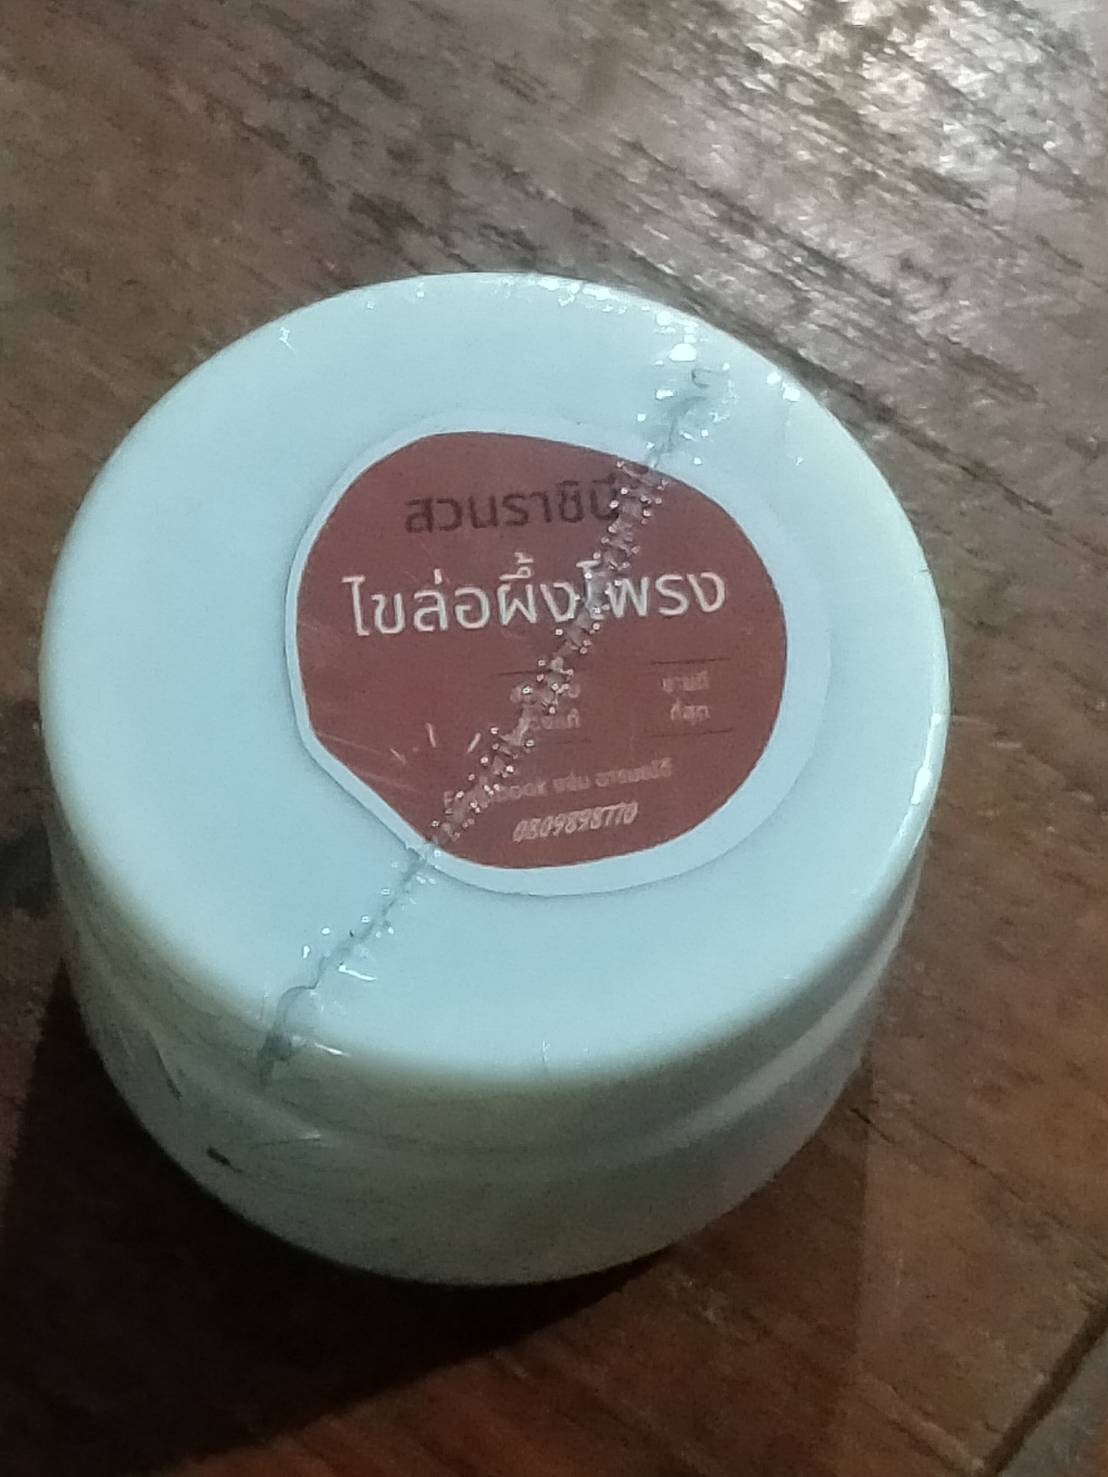 สวนราชินี
ไขล่อผึ้งโพรง
ขายดี
ที่สุด
Facebook
0809898770